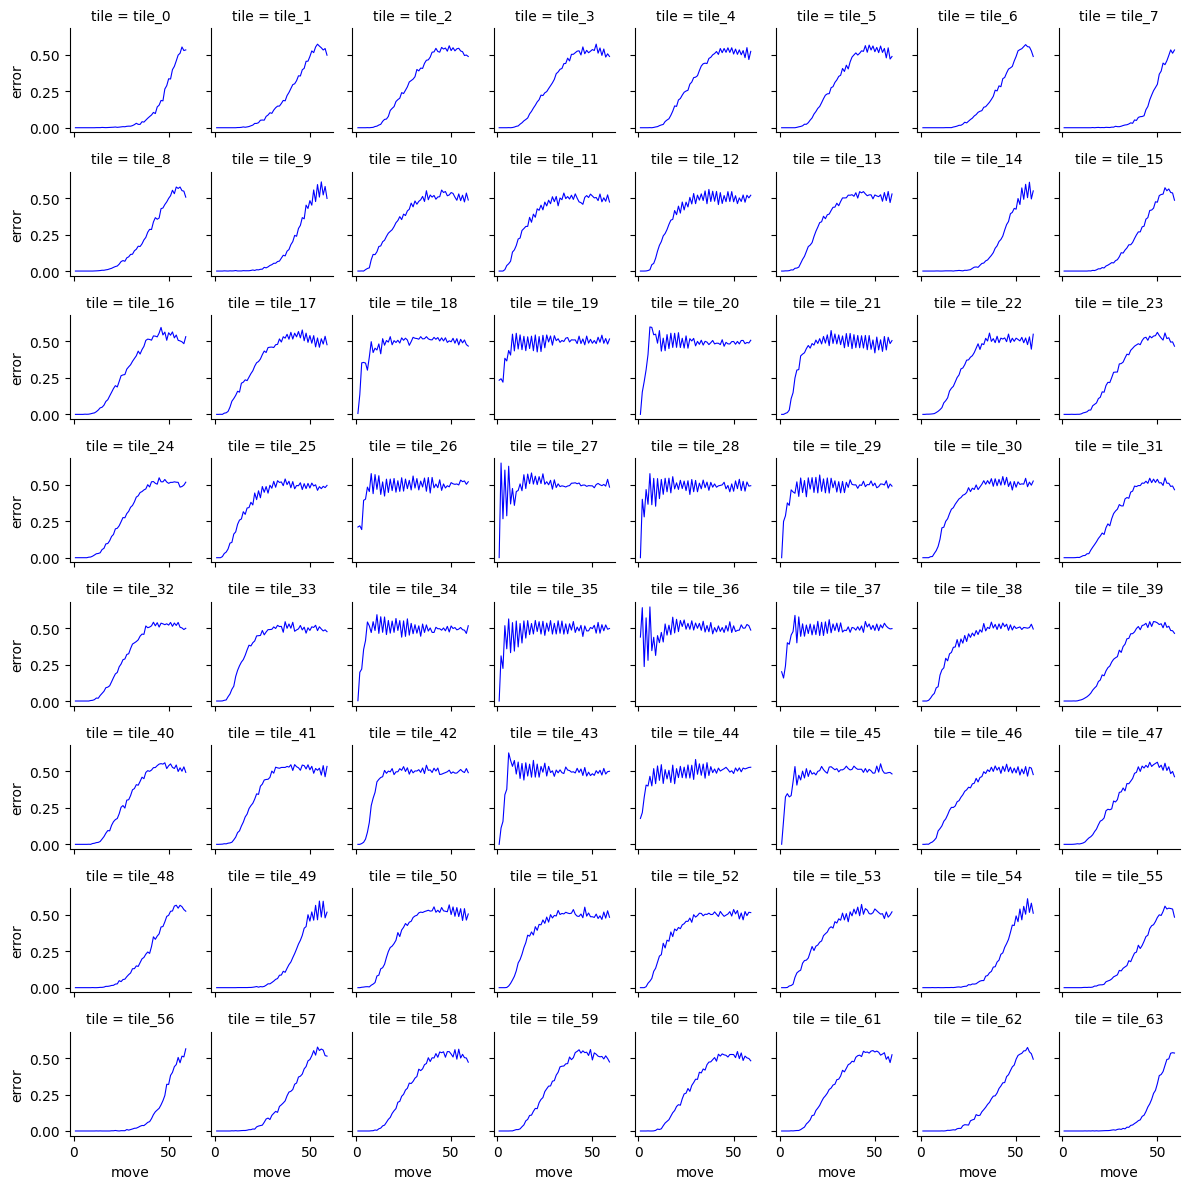 tile = tile_0 tile = tile_1 tile = tile_2 tile = tile_3 tile = tile_4 tile = tile_5 tile = tile_6 tile = tile_7
0.50
0.25
0.00
error
tile = tile_8 tile = tile_9 tile = tile_10 tile = tile_11 tile = tile_12 tile = tile_13 tile = tile_14 tile = tile_15
0.50
0.25
0.00
error
tile = tile_16 tile = tile_17 tile = tile_18 tile = tile_19 tile = tile_20 tile = tile_21 tile = tile_22 tile = tile_23
0.50
0.25
0.00
error
tile = tile_24 tile = tile_25 tile = tile_26 tile = tile_27 tile = tile_28 tile = tile_29 tile = tile_30 tile = tile_31
0.50
0.25
0.00
error
tile = tile_32 tile = tile_33 tile = tile_34 tile = tile_35 tile = tile_36 tile = tile_37 tile = tile_38 tile = tile_39
0.50
0.25
0.00
error
tile = tile_40 tile = tile_41 tile = tile_42 tile = tile_43 tile = tile_44 tile = tile_45 tile = tile_46 tile = tile_47
0.50
0.25
0.00
error
tile = tile_48 tile = tile_49 tile = tile_50 tile = tile_51 tile = tile_52 tile = tile_53 tile = tile_54 tile = tile_55
0.50
0.25
0.00
error
tile = tile_56 tile = tile_57 tile = tile_58 tile = tile_59 tile = tile_60 tile = tile_61 tile = tile_62 tile = tile_63
0.50
0.25
0.00
error
0 50 0 50 0 50 0 50 0 50 0 50 0 50 0 50
move move move move move move move move